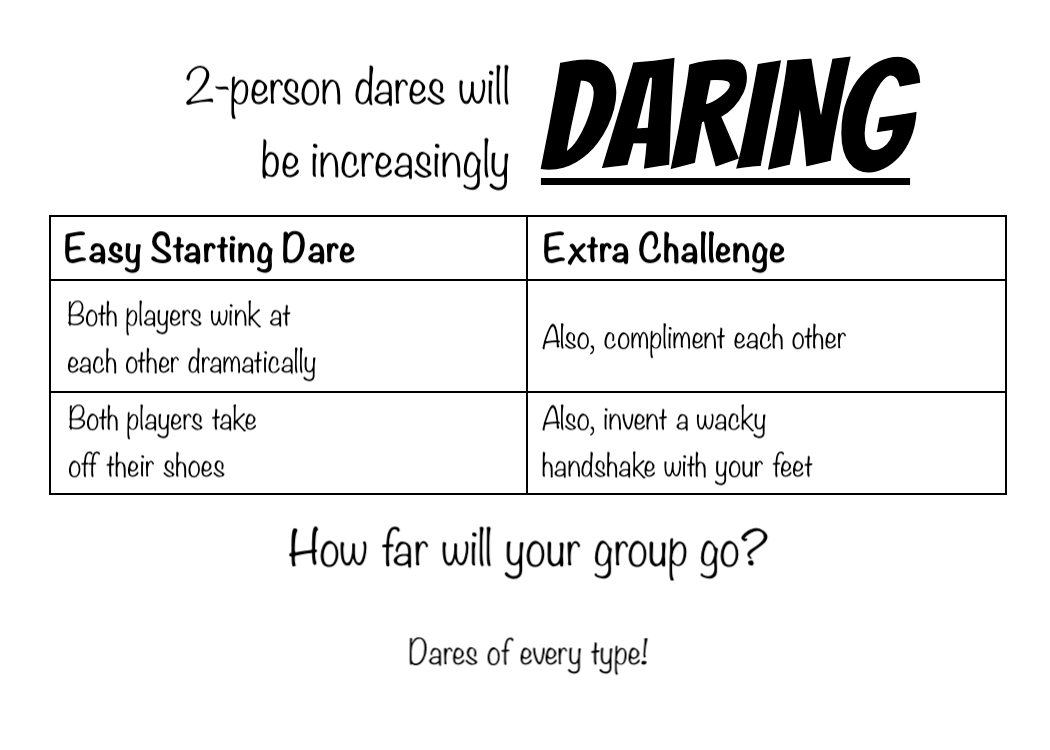 2-person dares will
be increasingly
DARING
Easy Starting Dare
Extra Challenge
Both players wink at
each other dramatically
Also, compliment each other
Both players take
off their shoes
Also, invent a wacky
handshake with your feet
How far will your group go?
Dares of every type!